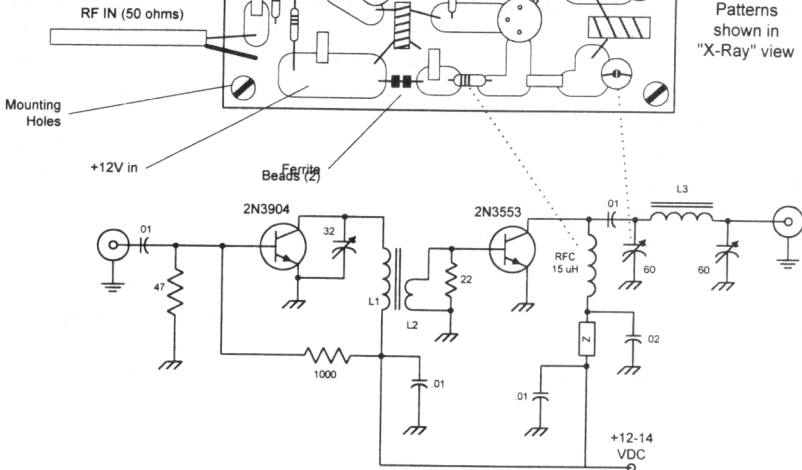 RF IN (50 ohms)
Patterns
shown in
"X-Ray" view
Mounting
Holes
+12V in
Ferrite
Beads (2)
2N3904
2N3553
L3
.01
32
.01
47
L1
L2
22
RFC
15 uH
60
60
1000
.01
Z
.02
.01
+12-14
VDC